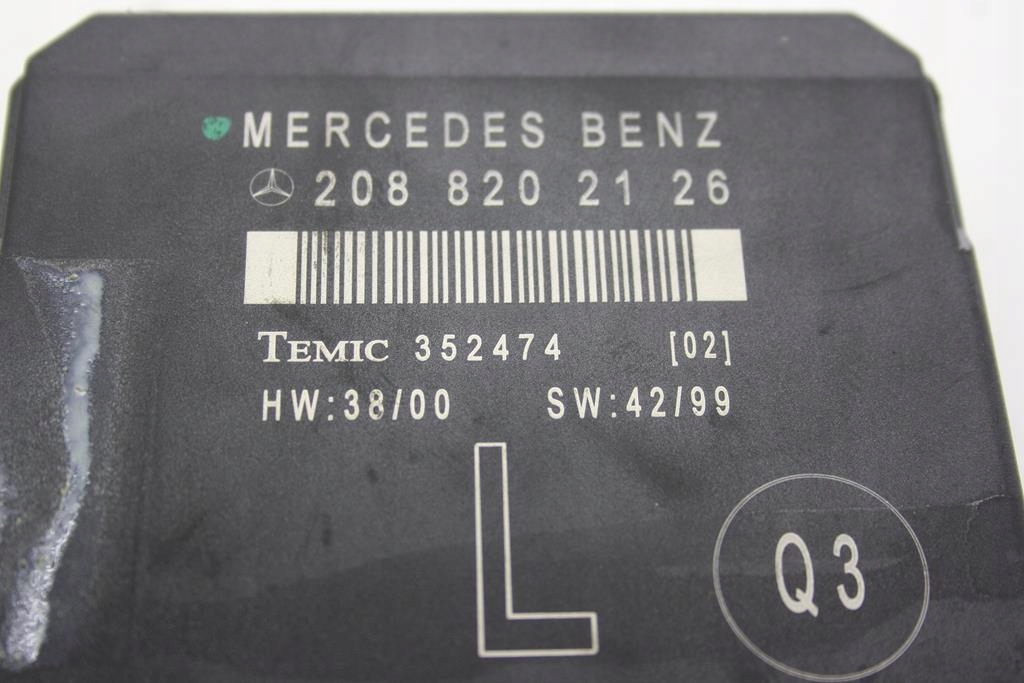 MERCEDES BENZ
208 820 21 26
TEMIC 352474 [02]
HW:38/00 SW:42/99
L
Q3